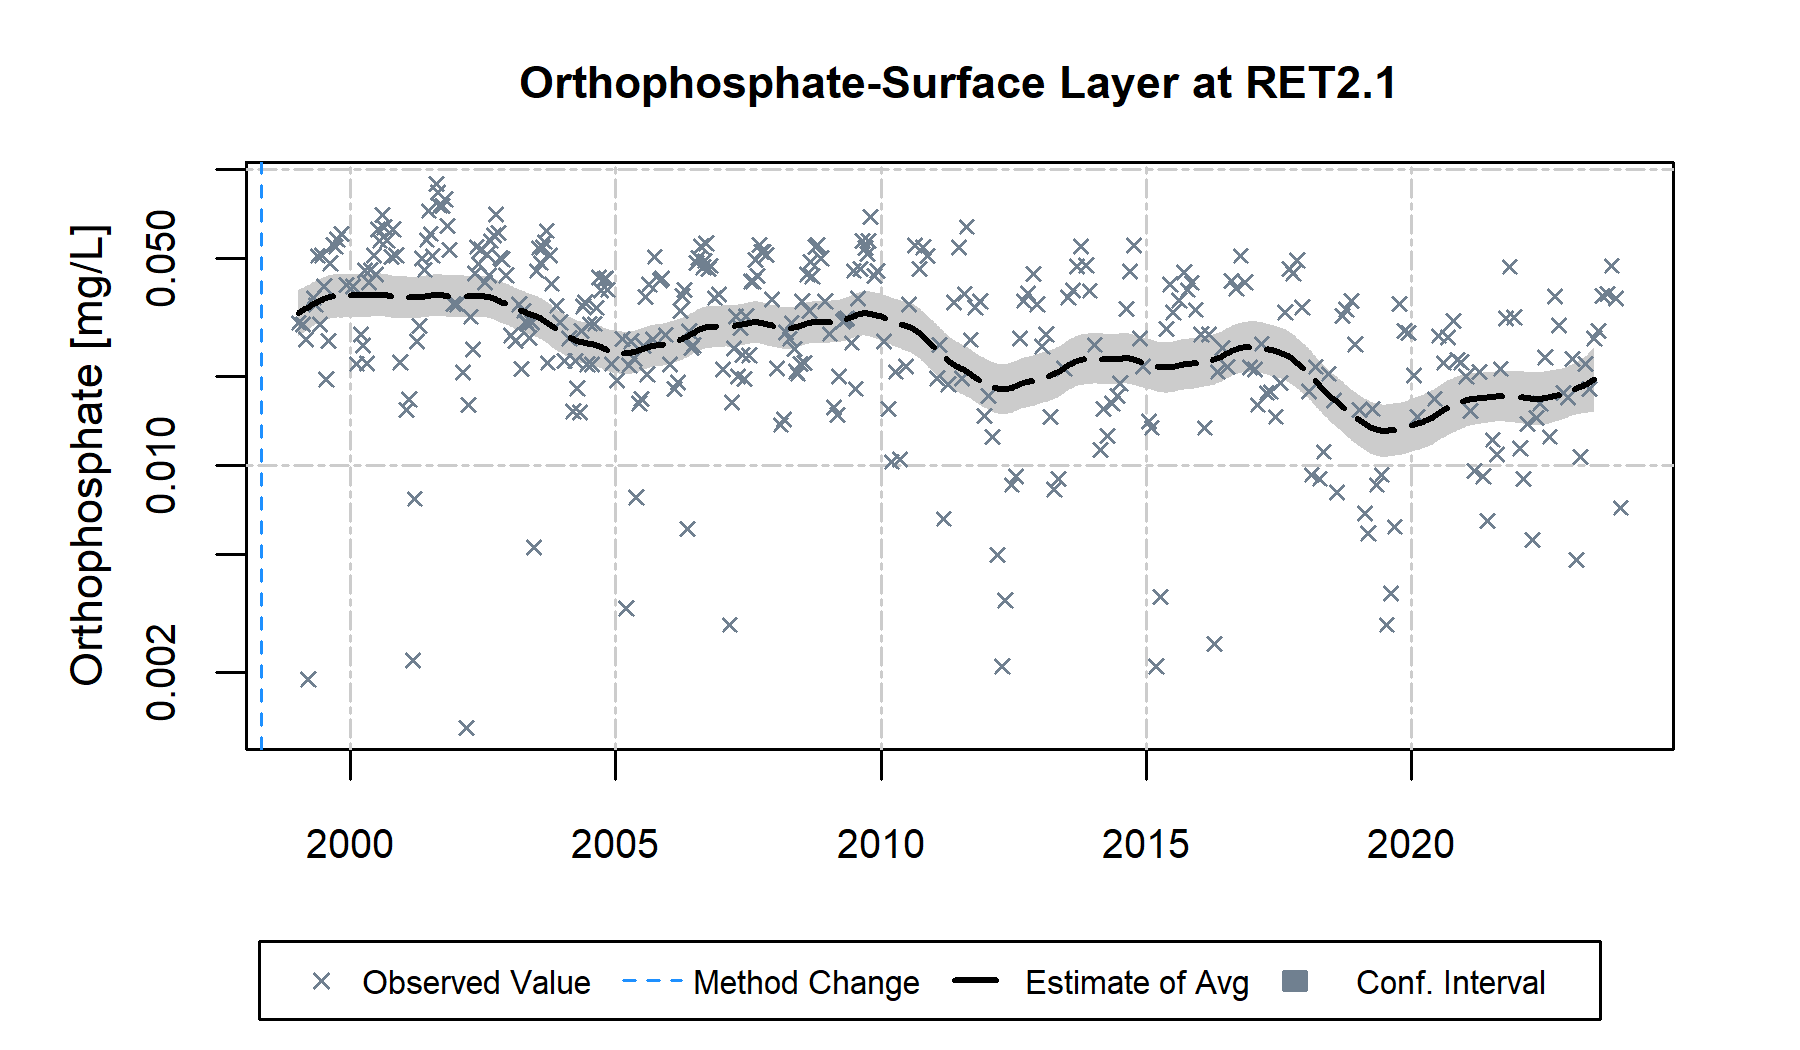 Orthophosphate-Surface Layer at RET2.1
Orthophosphate [mg/L]
0.050
0.010
0.002
2000 2005 2010 2015 2020
Observed Value Method Change Estimate of Avg Conf. Interval